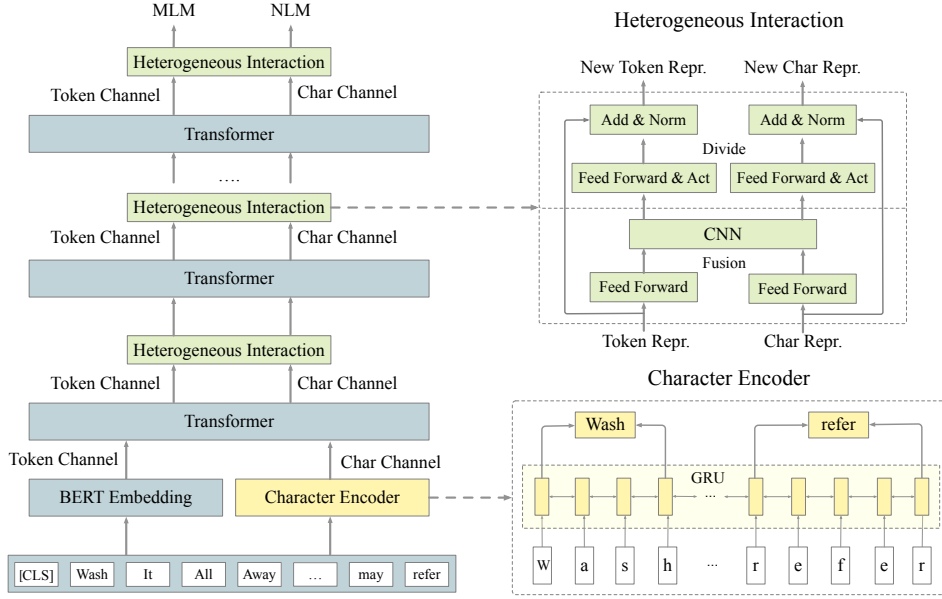 MLM NLM
Heterogeneous Interaction
Token Channel Char Channel
Transformer
....
Heterogeneous Interaction
Token Channel Char Channel
Transformer
Heterogeneous Interaction
Token Channel Char Channel
Transformer
Token Channel Char Channel
BERT Embedding Character Encoder
[CLS] Wash It All Away ... may refer
Heterogeneous Interaction
New Token Repr. New Char Repr.
Add & Norm Add & Norm
Divide
Feed Forward & Act Feed Forward & Act
CNN
Fusion
Feed Forward Feed Forward
Token Repr. Char Repr.
Character Encoder
Wash refer
GRU
...
W a s h ... r e f e r